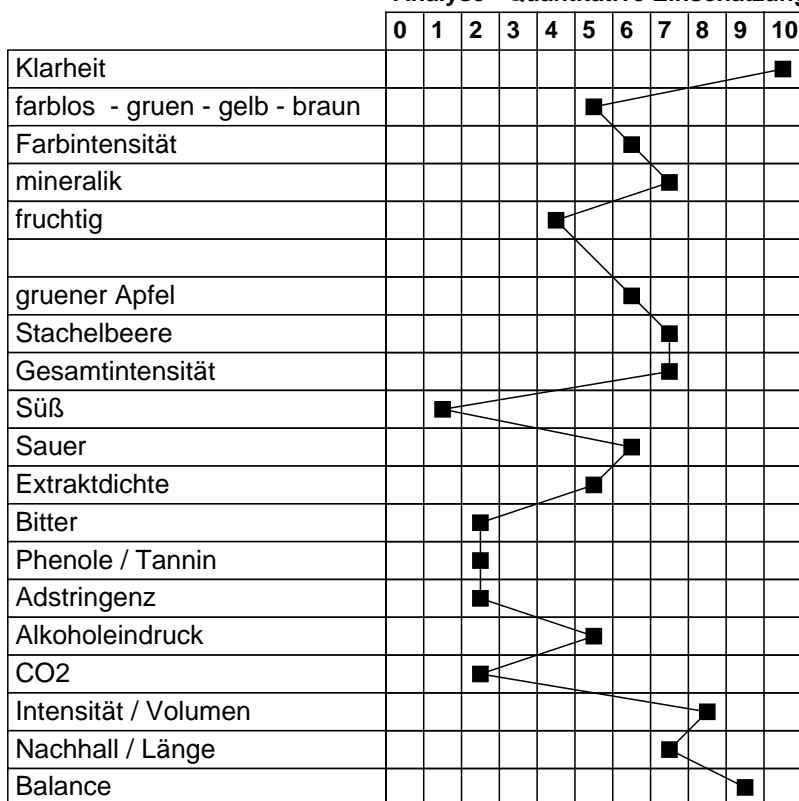 0 1 2 3 4 5 6 7 8 9 10
Klarheit
farblos - gruen - gelb - braun
Farbintensität
mineralik
fruchtig
gruener Apfel
Stachelbeere
Gesamtintensität
Süß
Sauer
Extraktdichte
Bitter
Phenole / Tannin
Adstringenz
Alkoholeindruck
CO2
Intensität / Volumen
Nachhall / Länge
Balance